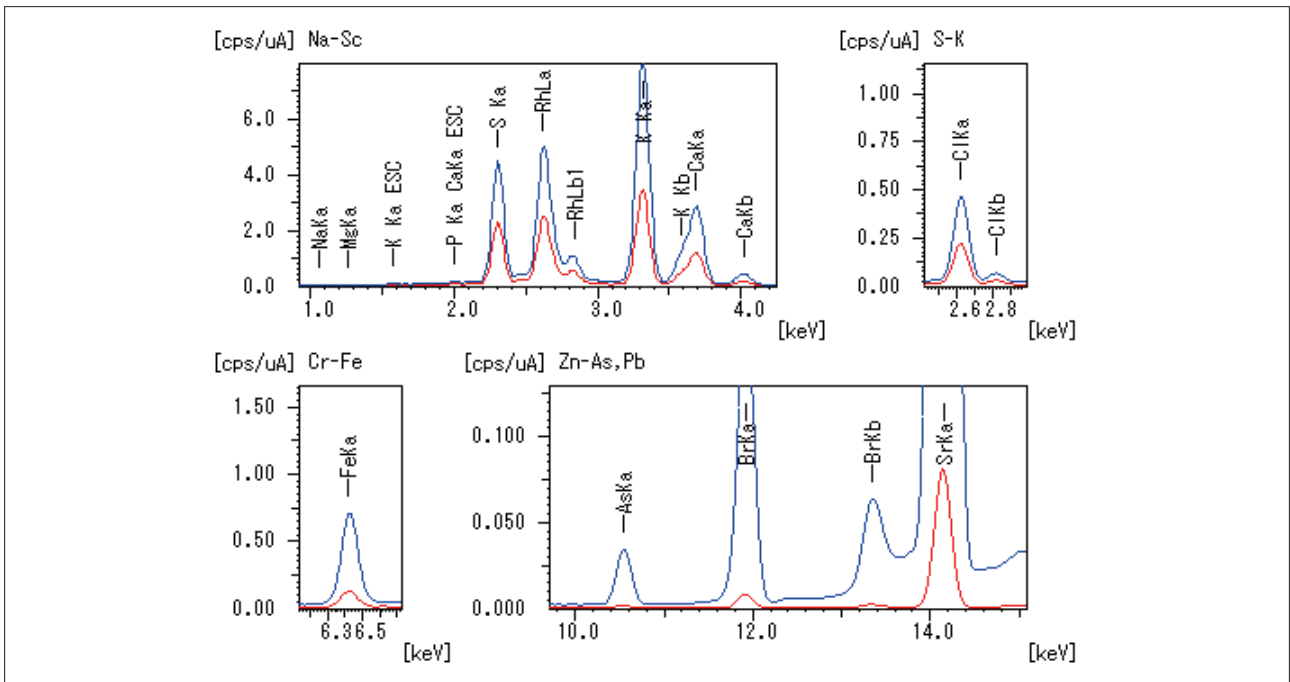 [cps/uA] Na-Sc
6.0
4.0
2.0
0.0
NaKa
MgKa
K Ka ESC
P Ka CaKa ESC
S Ka
RhLa
RhLb1
K Ka
K Kb
CaKa
CaKb
1.0 2.0 3.0 4.0
[keV]
[cps/uA] S-K
1.00
0.75
0.50
0.25
0.00
ClKa
ClKb
2.6 2.8
[keV]
[cps/uA] Cr-Fe
1.50
1.00
0.50
0.00
FeKa
6.3 6.5
[keV]
[cps/uA] Zn-As,Pb
0.100
0.050
0.000
AsKa
BrKa
BrKb
SrKa
10.0 12.0 14.0
[keV]